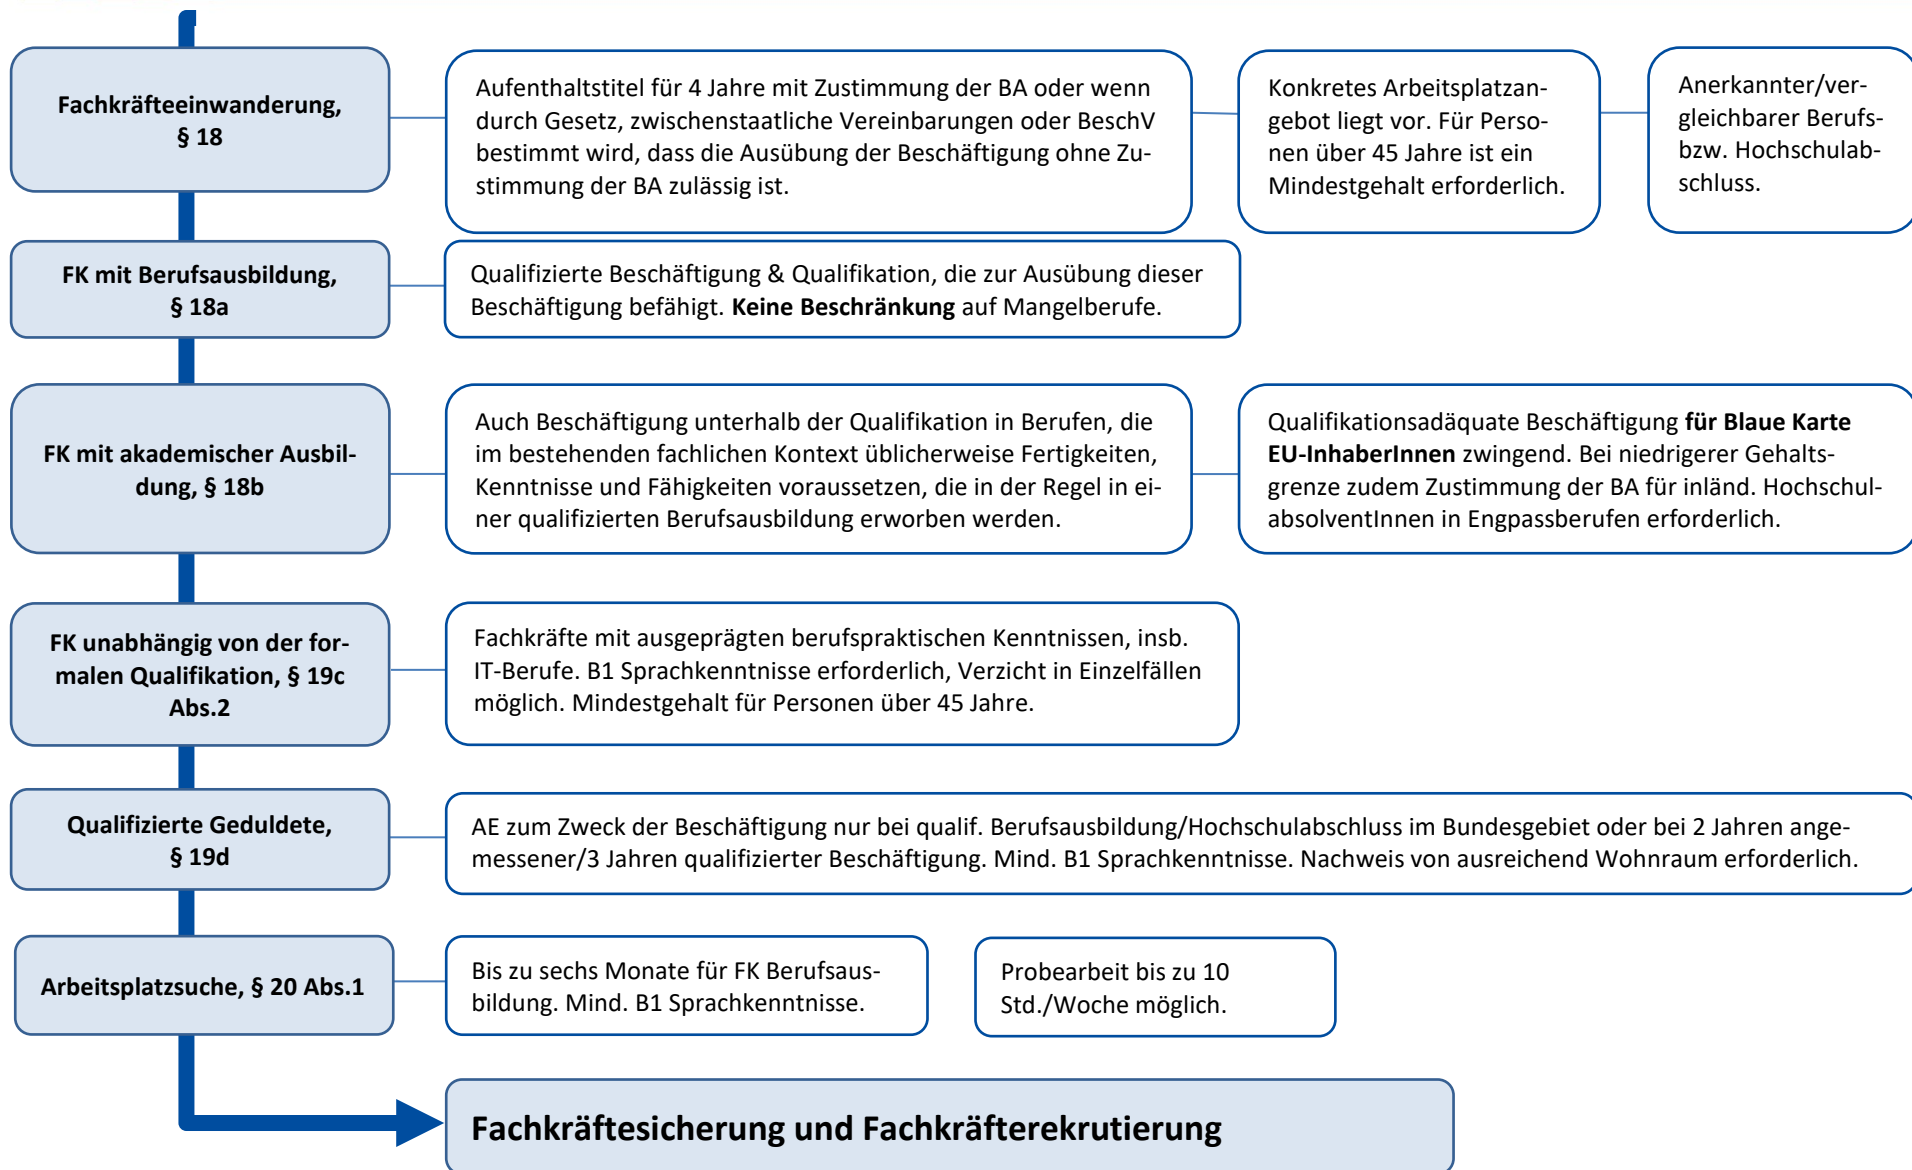 Fachkräfteeinwanderung,
§ 18
Aufenthaltstitel für 4 Jahre mit Zustimmung der BA oder wenn
durch Gesetz, zwischenstaatliche Vereinbarungen oder BeschV
bestimmt wird, dass die Ausübung der Beschäftigung ohne Zu-
stimmung der BA zulässig ist.
Konkretes Arbeitsplatzan-
gebot liegt vor. Für Perso-
nen über 45 Jahre ist ein
Mindestgehalt erforderlich.
Anerkannter/ver-
gleichbarer Berufs-
bzw. Hochschulab-
schluss.
FK mit Berufsausbildung,
§ 18a
Qualifizierte Beschäftigung & Qualifikation, die zur Ausübung dieser
Beschäftigung befähigt. Keine Beschränkung auf Mangelberufe.
FK mit akademischer Ausbil-
dung, § 18b
Auch Beschäftigung unterhalb der Qualifikation in Berufen, die
im bestehenden fachlichen Kontext üblicherweise Fertigkeiten,
Kenntnisse und Fähigkeiten voraussetzen, die in der Regel in ei-
ner qualifizierten Berufsausbildung erworben werden.
Qualifikationsadäquate Beschäftigung für Blaue Karte
EU-InhaberInnen zwingend. Bei niedrigerer Gehalts-
grenze zudem Zustimmung der BA für inländ. Hochschul-
absolventInnen in Engpassberufen erforderlich.
FK unabhängig von der for-
malen Qualifikation, § 19c
Abs.2
Fachkräfte mit ausgeprägten berufspraktischen Kenntnissen, insb.
IT-Berufe. B1 Sprachkenntnisse erforderlich, Verzicht in Einzelfällen
möglich. Mindestgehalt für Personen über 45 Jahre.
Qualifizierte Geduldete,
§ 19d
AE zum Zweck der Beschäftigung nur bei qualif. Berufsausbildung/Hochschulabschluss im Bundesgebiet oder bei 2 Jahren ange-
messener/3 Jahren qualifizierter Beschäftigung. Mind. B1 Sprachkenntnisse. Nachweis von ausreichend Wohnraum erforderlich.
Arbeitsplatzsuche, § 20 Abs.1
Bis zu sechs Monate für FK Berufsaus-
bildung. Mind. B1 Sprachkenntnisse.
Probearbeit bis zu 10
Std./Woche möglich.
Fachkräftesicherung und Fachkräfterekrutierung